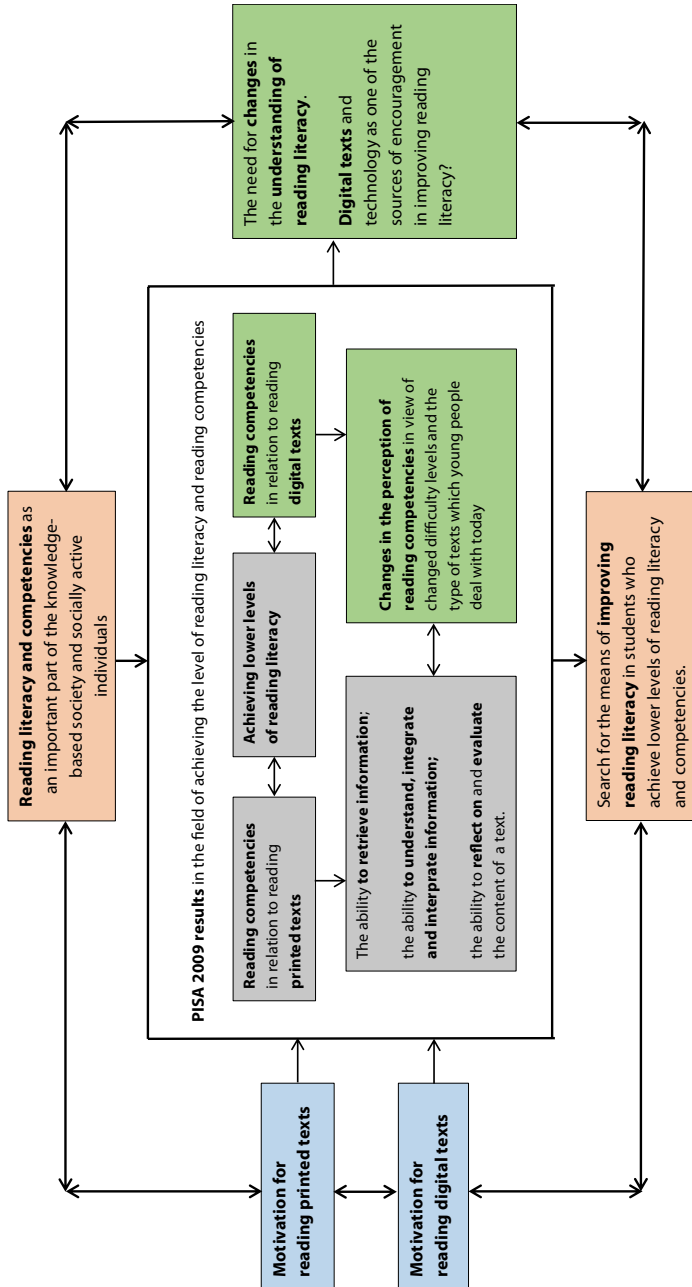 Reading literacy and competencies as
an important part of the knowledge-
based society and socially active
individuals
Motivation for
reading printed texts
Motivation for
reading digital texts
PISA 2009 results in the field of achieving the level of reading literacy and reading competencies
Reading competencies
in relation to reading
printed texts
Achieving lower levels
of reading literacy
Reading competencies
in relation to reading
digital texts
The ability to retrieve information;
the ability to understand, integrate
and interprate information;
the ability to reflect on and evaluate
the content of a text.
Changes in the perception of
reading competencies in view of
changed difficulty levels and the
type of texts which young people
deal with today
The need for changes in
the understanding of
reading literacy.
Digital texts and
technology as one of the
sources of encouragement
in improving reading
literacy?
Search for the means of improving
reading literacy in students who
achieve lower levels of reading literacy
and competencies.